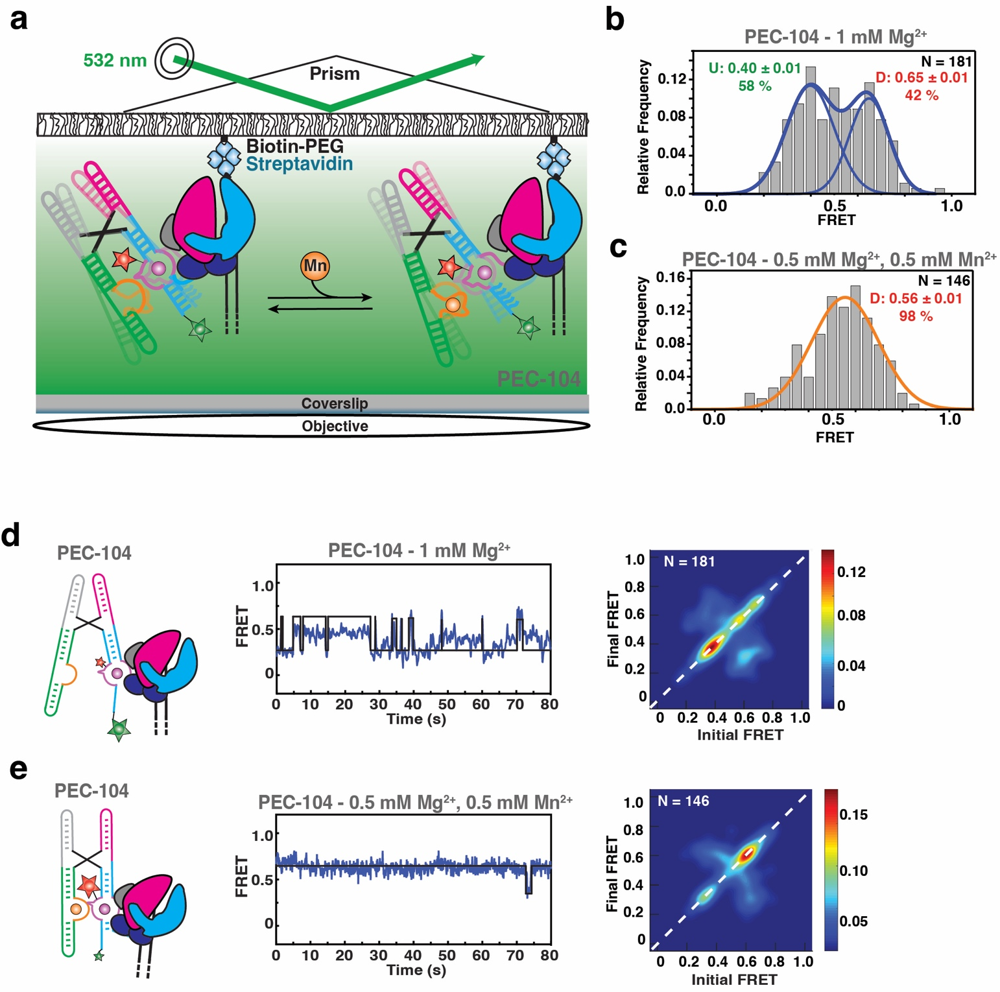 a
532 nm
Prism
Biotin-PEG
Streptavidin
Mn
PEC-104
Coverslip
Objective
b
PEC-104 - 1 mM Mg²⁺
N = 181
U: 0.40 ± 0.01
58 %
D: 0.65 ± 0.01
42 %
Relative Frequency
0.12
0.08
0.04
0.0
0.0 0.5 1.0
FRET
c
PEC-104 - 0.5 mM Mg²⁺, 0.5 mM Mn²⁺
N = 146
D: 0.56 ± 0.01
98 %
Relative Frequency
0.16
0.12
0.08
0.04
0.0
0.0 0.5 1.0
FRET
d
PEC-104
PEC-104 - 1 mM Mg²⁺
FRET
1.0
0.5
0
0 10 20 30 40 50 60 70 80
Time (s)
N = 181
Final FRET
1.0
0.8
0.6
0.4
0.2
0
0 0.2 0.4 0.6 0.8 1.0
Initial FRET
0.12
0.08
0.04
0
e
PEC-104
PEC-104 - 0.5 mM Mg²⁺, 0.5 mM Mn²⁺
FRET
1.0
0.5
0
0 10 20 30 40 50 60 70 80
Time (s)
N = 146
Final FRET
1.0
0.8
0.6
0.4
0.2
0
0 0.2 0.4 0.6 0.8 1.0
Initial FRET
0.15
0.10
0.05